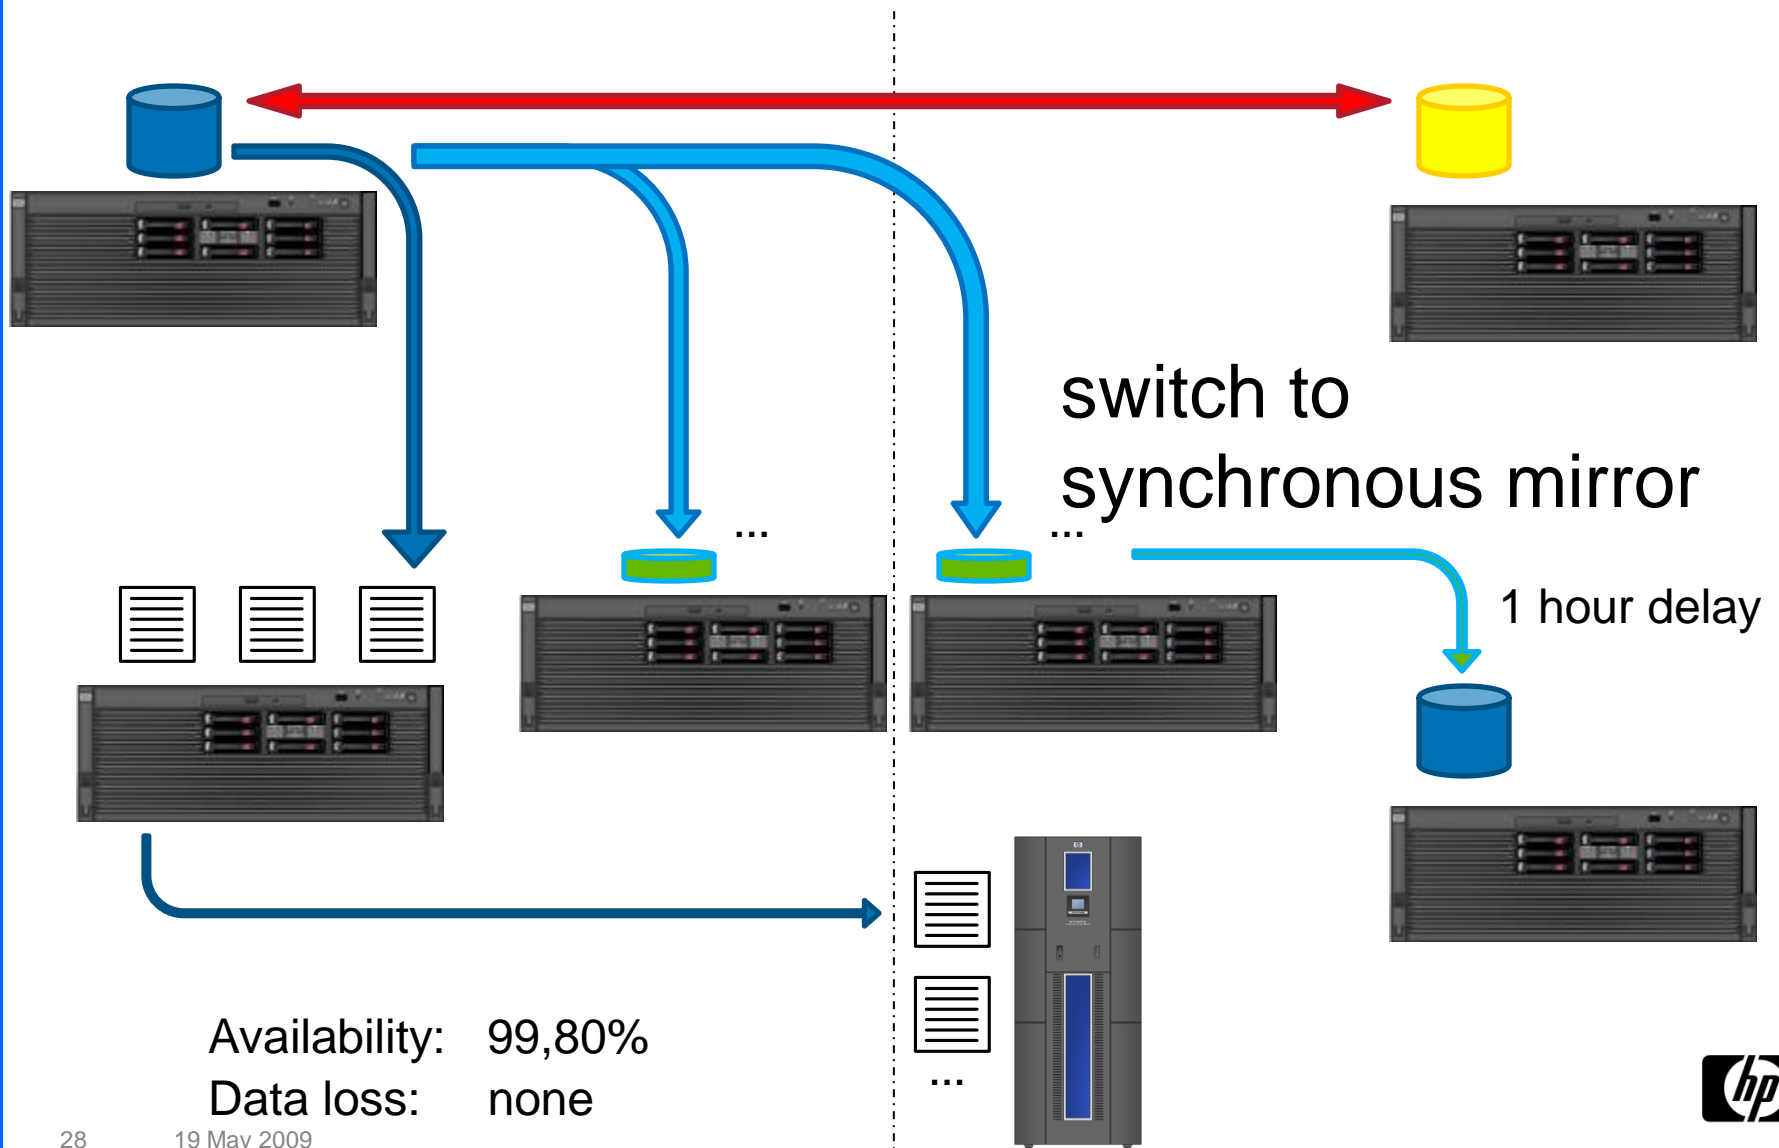 switch to
synchronous mirror
...
...
1 hour delay
...
Availability: 99,80%
Data loss: none
28 19 May 2009
hp